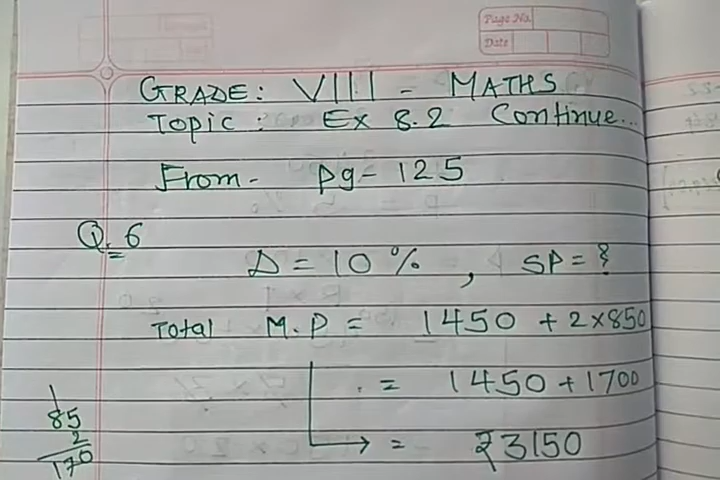 Page No.
Date
GRADE: VIII - MATHS
Topic : Ex 8.2 Continue...
From - pg - 125
Q.6
D = 10% , SP = ?
Total M.P = 1450 + 2×850
= 1450 + 1700
→ = ₹3150
1
85
2
170